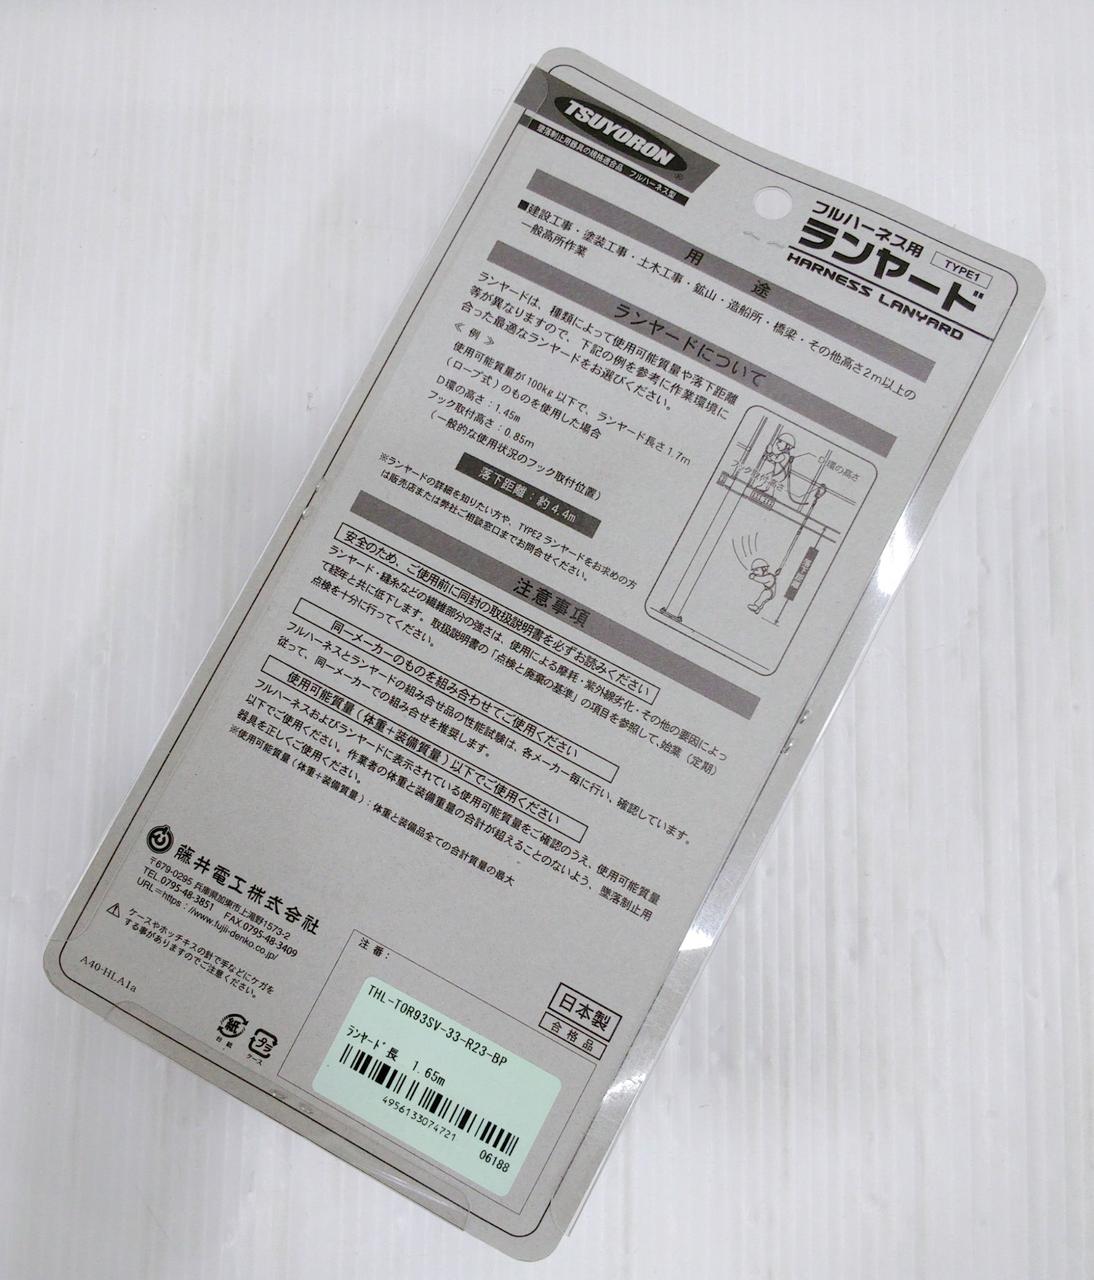 TSUYORON®
墜落制止用器具の規格適合品 フルハーネス型
フルハーネス用
ランヤード
TYPE1
HARNESS LANYARD
用途
■建設工事・塗装工事・土木工事・鉱山・造船所・橋梁・その他高さ2m以上の
一般高所作業
ランヤードについて
ランヤードは、種類によって使用可能質量や落下距離
等が異なりますので、下記の例を参考に作業環境に
合った最適なランヤードをお選びください。
≪例≫
使用可能質量が100kg以下で、ランヤード長さ1.7m
(ロープ式)のものを使用した場合
D環の高さ:1.45m
フック取付高さ:0.85m
(一般的な使用状況のフック取付位置)
落下距離:約4.4m
D環の高さ
フック取付高さ
落下距離
※ランヤードの詳細を知りたい方や、TYPE2ランヤードをお求めの方
は販売店または弊社ご相談窓口までお問合せください。
注意事項
安全のため、ご使用前に同封の取扱説明書を必ずお読みください
ランヤード・縫糸などの繊維部分の強さは、使用による摩耗・紫外線劣化・その他の要因によっ
て経年と共に低下します。取扱説明書の「点検と廃棄の基準」の項目を参照して、始業(定期)
点検を十分に行ってください。
同一メーカーのものを組み合わせてご使用ください
フルハーネスとランヤードの組み合せ品の性能試験は、各メーカー毎に行い、確認しています。
従って、同一メーカーでの組み合せを推奨します。
使用可能質量(体重+装備質量)以下でご使用ください
フルハーネスおよびランヤードに表示されている使用可能質量をご確認のうえ、使用可能質量
以下でご使用ください。作業者の体重と装備重量の合計が超えることのないよう、墜落制止用
器具を正しくご使用ください。
※使用可能質量(体重+装備質量):体重と装備品全ての合計質量の最大
藤井電工株式会社
〒679-0295 兵庫県加東市上滝野1573-2
TEL.0795-48-3851 FAX.0795-48-3409
URL=https://www.fujii-denko.co.jp/
⚠ ケースやホッチキスの針で手などにケガを
する事がありますのでご注意ください。
A40-HLA1a
紙
台紙
プラ
ケース
注番:
日本製
合格品
THL-TOR93SV-33-R23-BP
ランヤード長 1.65m
4956133074721
06188